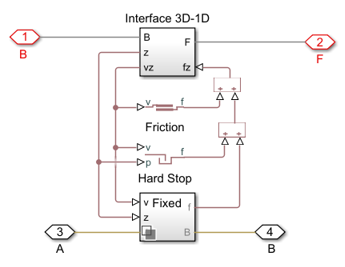 Interface 3D-1D
1
B
B
z
vz
F
fz
2
F
v
f
Friction
v
p
f
Hard Stop
v
z
Fixed
f
B
3
A
4
B